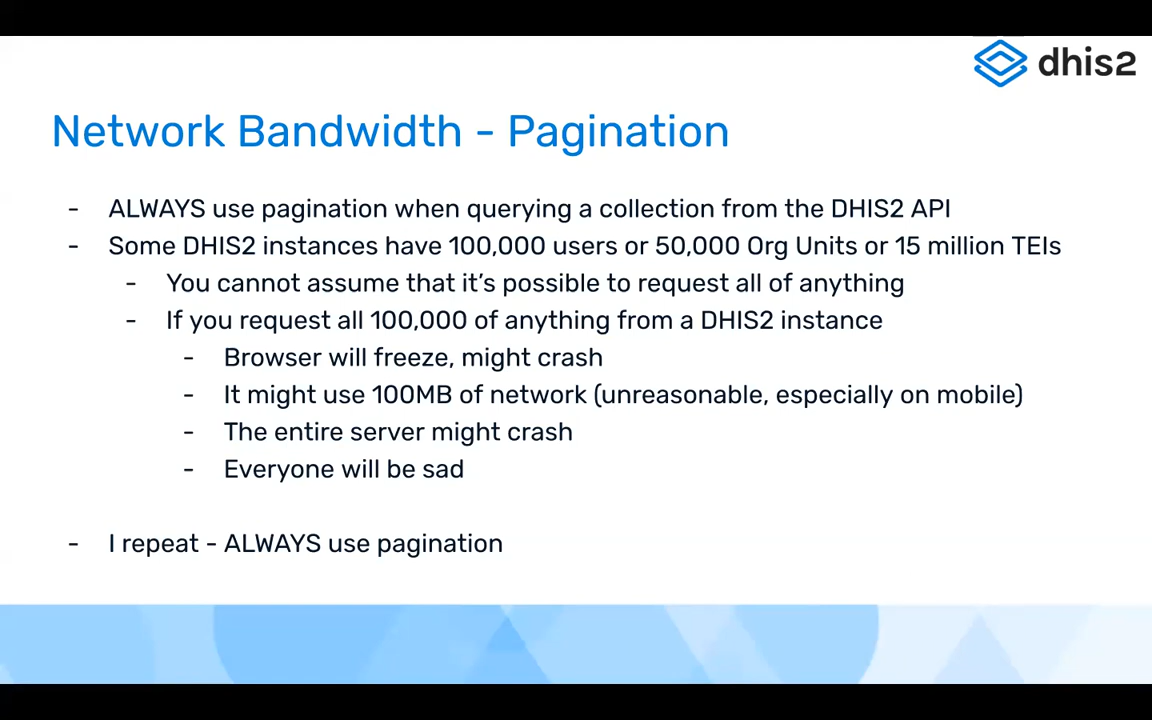 dhis2
Network Bandwidth - Pagination
- ALWAYS use pagination when querying a collection from the DHIS2 API
- Some DHIS2 instances have 100,000 users or 50,000 Org Units or 15 million TEIs
- You cannot assume that it’s possible to request all of anything
- If you request all 100,000 of anything from a DHIS2 instance
- Browser will freeze, might crash
- It might use 100MB of network (unreasonable, especially on mobile)
- The entire server might crash
- Everyone will be sad
- I repeat - ALWAYS use pagination